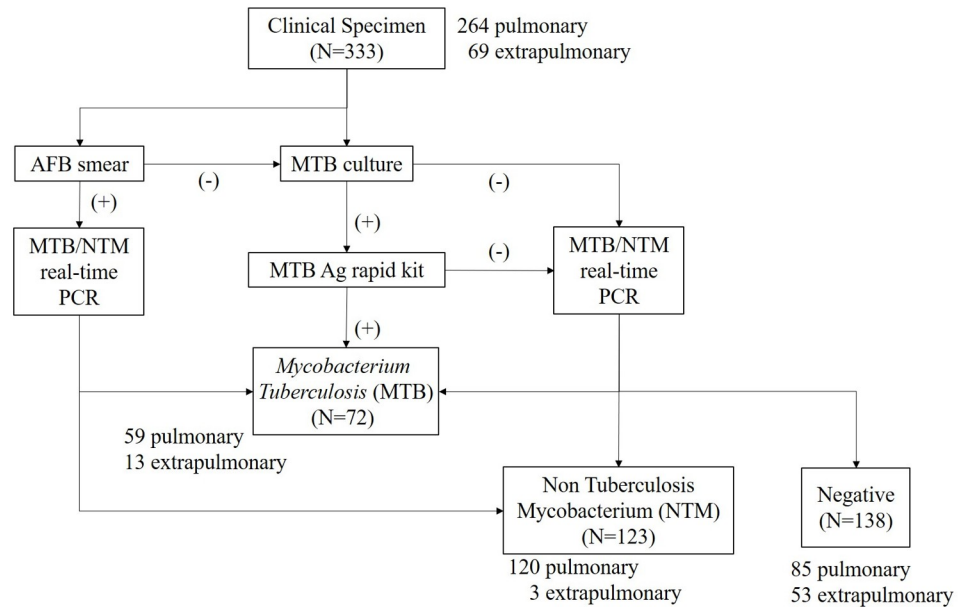 Clinical Specimen
(N=333)
264 pulmonary
69 extrapulmonary
AFB smear
(-)
MTB culture
(-)
(+)
(+)
MTB/NTM
real-time
PCR
MTB Ag rapid kit
(-)
MTB/NTM
real-time
PCR
(+)
Mycobacterium
Tuberculosis (MTB)
(N=72)
59 pulmonary
13 extrapulmonary
Non Tuberculosis
Mycobacterium (NTM)
(N=123)
120 pulmonary
3 extrapulmonary
Negative
(N=138)
85 pulmonary
53 extrapulmonary